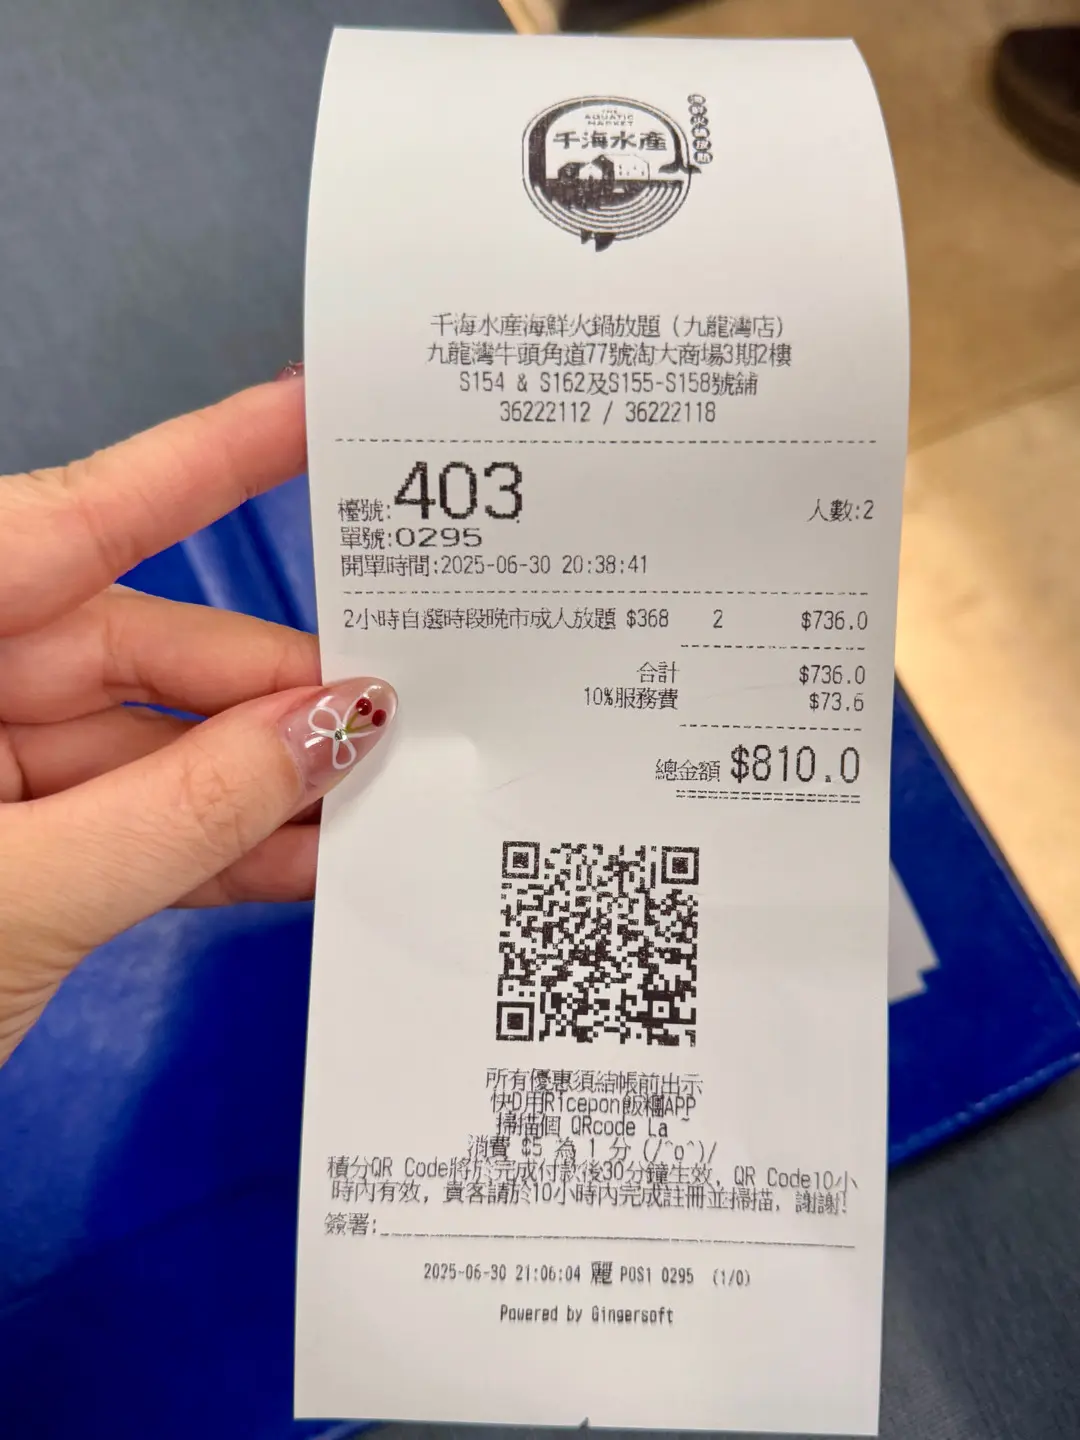 THE
AQUATIC
MARKET
千海水產
千海水産海鮮火鍋放題（九龍灣店）
九龍灣牛頭角道77號淘大商場3期2樓
S154 & S162及S155-S158號舖
36222112 / 36222118
檯號:403
人數:2
單號:0295
開單時間:2025-06-30 20:38:41
2小時自選時段晚市成人放題 $368 2 $736.0
合計 $736.0
10%服務費 $73.6
總金額 $810.0
所有優惠須結帳前出示
快D用Ricepon飯糰APP
掃描個 QRcode La ~
消費 $5 為 1 分 (/^o^)/
積分QR Code將於完成付款後30分鐘生效, QR Code10小
時內有效, 貴客請於10小時內完成註冊並掃描, 謝謝!
簽署:
2025-06-30 21:06:04 麗 POS1 0295 (1/0)
Powered by Gingersoft